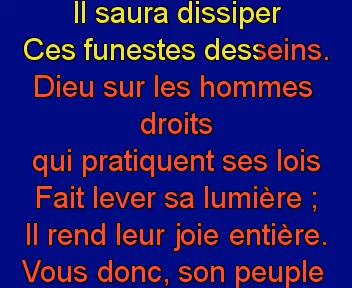 Il saura dissiper
Ces funestes desseins.
Dieu sur les hommes
droits
qui pratiquent ses lois
Fait lever sa lumière ;
Il rend leur joie entière.
Vous donc, son peuple